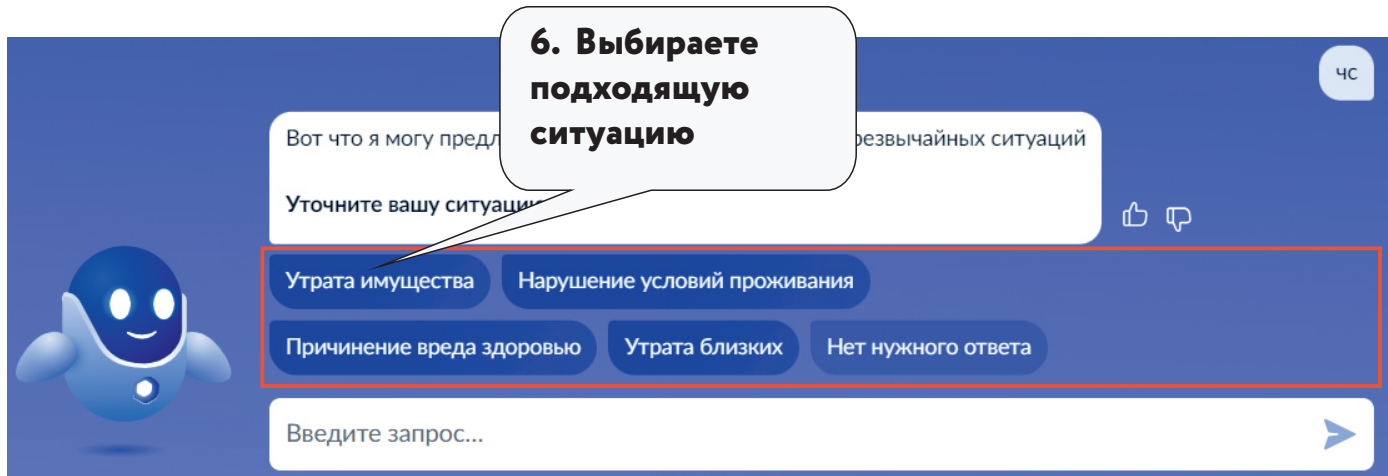 6. Выбираете
подходящую
ситуацию
чс
Вот что я могу предл резвычайных ситуаций
Уточните вашу ситуацию
Утрата имущества
Нарушение условий проживания
Причинение вреда здоровью
Утрата близких
Нет нужного ответа
Введите запрос...